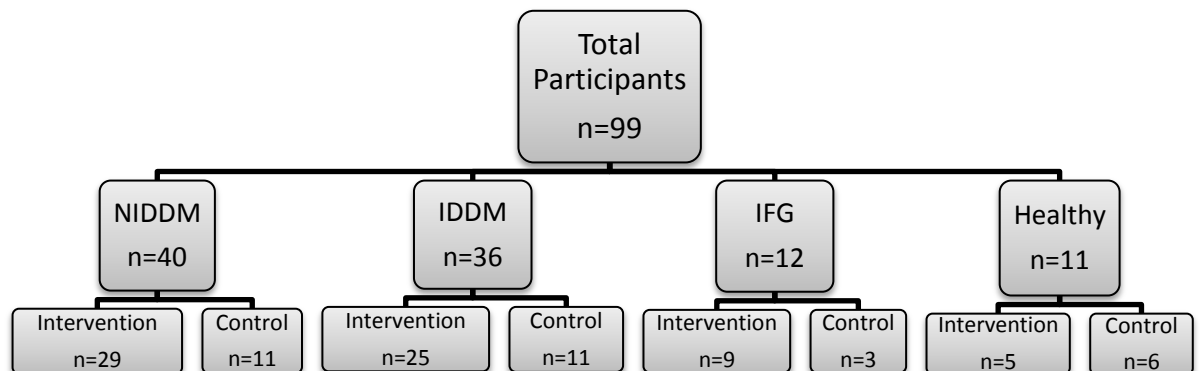 Total
Participants
n=99
NIDDM
n=40
IDDM
n=36
IFG
n=12
Healthy
n=11
Intervention
n=29
Control
n=11
Intervention
n=25
Control
n=11
Intervention
n=9
Control
n=3
Intervention
n=5
Control
n=6